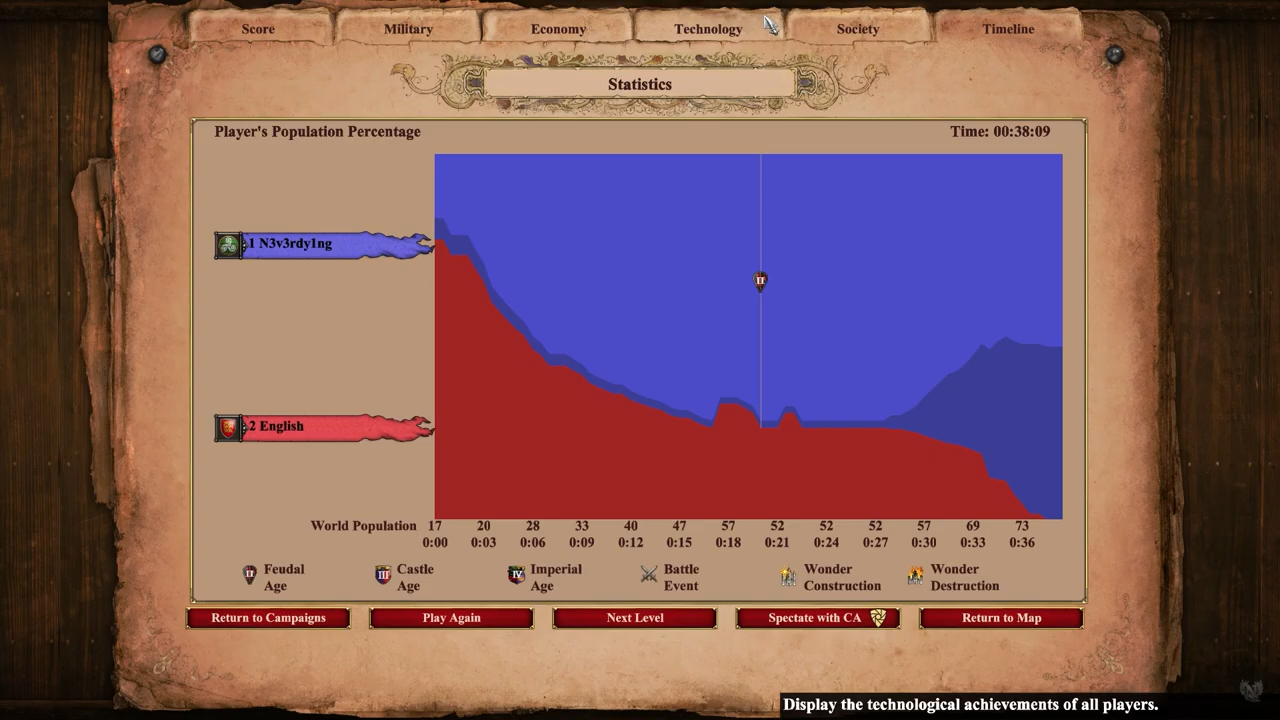 Score Military Economy Technology Society Timeline
Statistics
Player's Population Percentage Time: 00:38:09
1 N3v3rdy1ng
II
2 English
World Population 17 20 28 33 40 47 57 52 52 52 57 69 73
0:00 0:03 0:06 0:09 0:12 0:15 0:18 0:21 0:24 0:27 0:30 0:33 0:36
II Feudal Age
III Castle Age
IV Imperial Age
Battle Event
Wonder Construction
Wonder Destruction
Return to Campaigns Play Again Next Level Spectate with CA Return to Map
Display the technological achievements of all players.